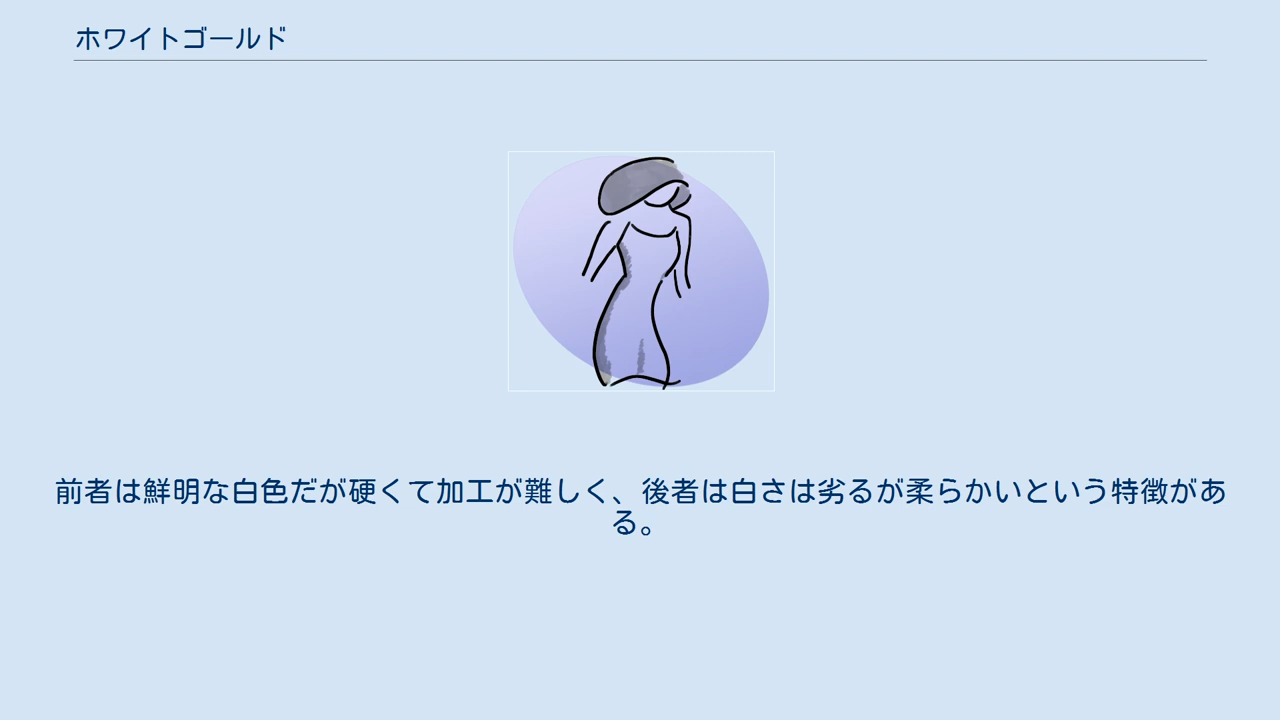 ホワイトゴールド
前者は鮮明な白色だが硬くて加工が難しく、後者は白さは劣るが柔らかいという特徴があ
る。